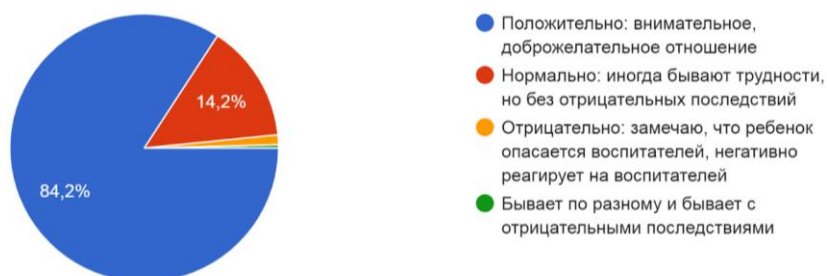 14,2%
84,2%
Положительно: внимательное,
доброжелательное отношение
Нормально: иногда бывают трудности,
но без отрицательных последствий
Отрицательно: замечаю, что ребенок
опасается воспитателей, негативно
реагирует на воспитателей
Бывает по разному и бывает с
отрицательными последствиями